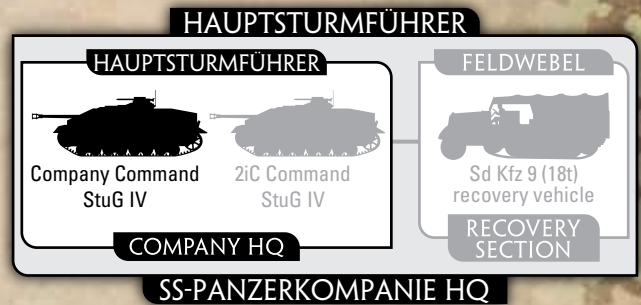 HAUPTSTURMFÜHRER
HAUPTSTURMFÜHRER
Company Command
StuG IV
2iC Command
StuG IV
COMPANY HQ
FELDWEBEL
Sd Kfz 9 (18t)
recovery vehicle
RECOVERY
SECTION
SS-PANZERKOMPANIE HQ